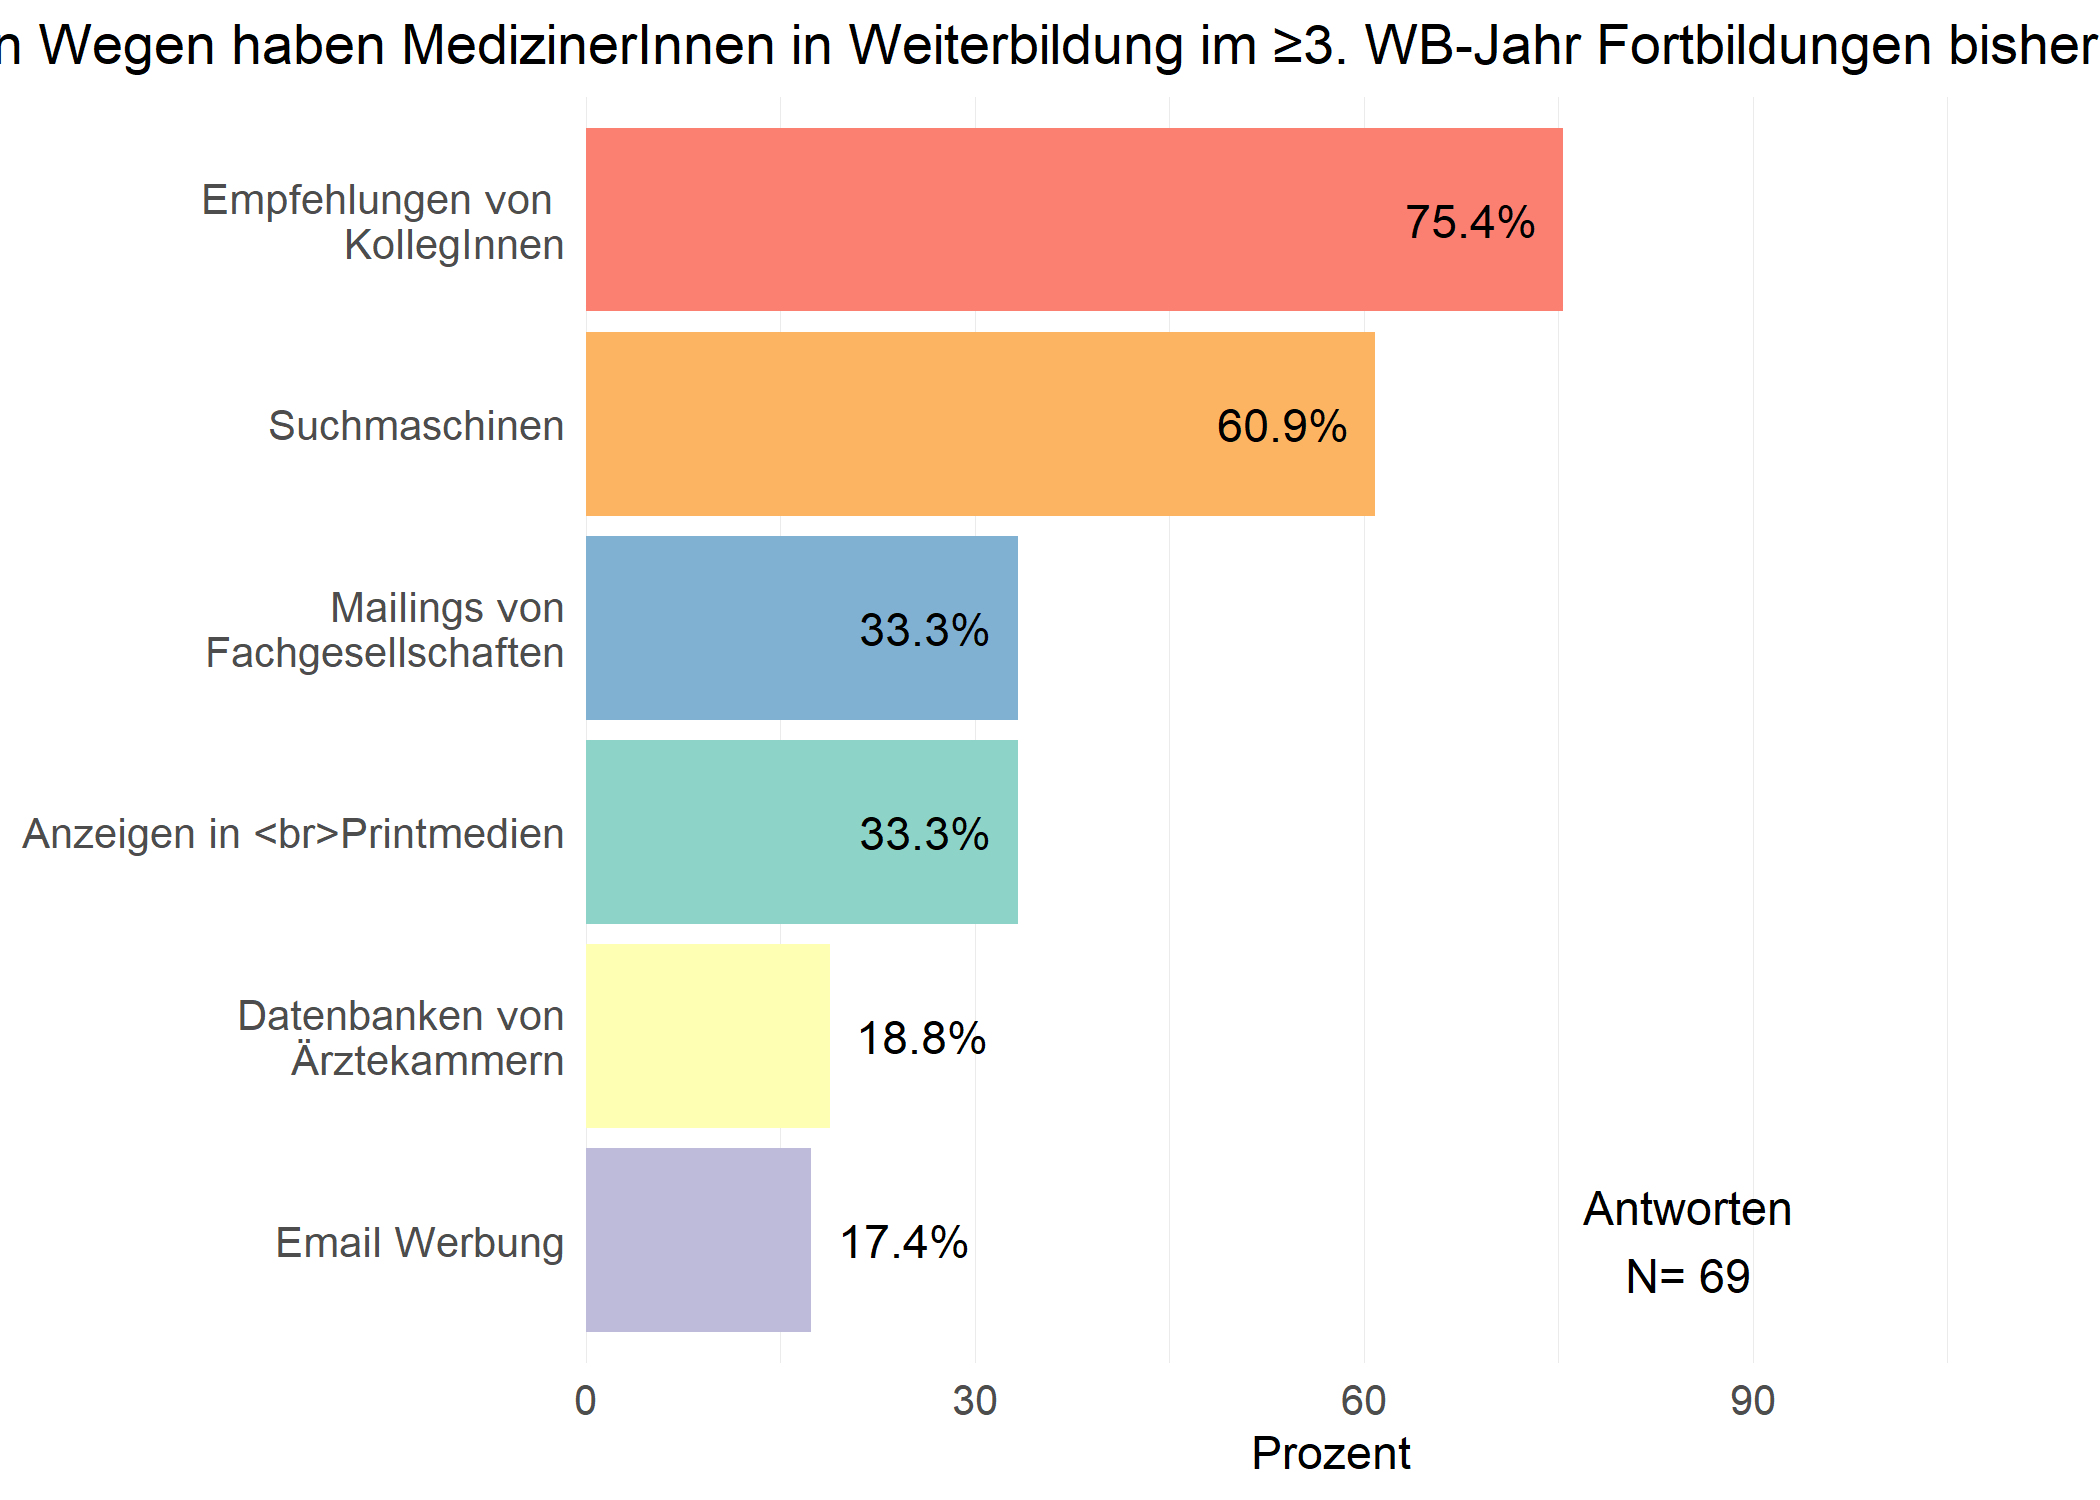 n Wegen haben MedizinerInnen in Weiterbildung im ≥3. WB-Jahr Fortbildungen bisher
Empfehlungen von
KollegInnen
75.4%
Suchmaschinen
60.9%
Mailings von
Fachgesellschaften
33.3%
Anzeigen in <br>Printmedien
33.3%
Datenbanken von
Ärztekammern
18.8%
Email Werbung
17.4%
Antworten
N= 69
0 30 60 90
Prozent